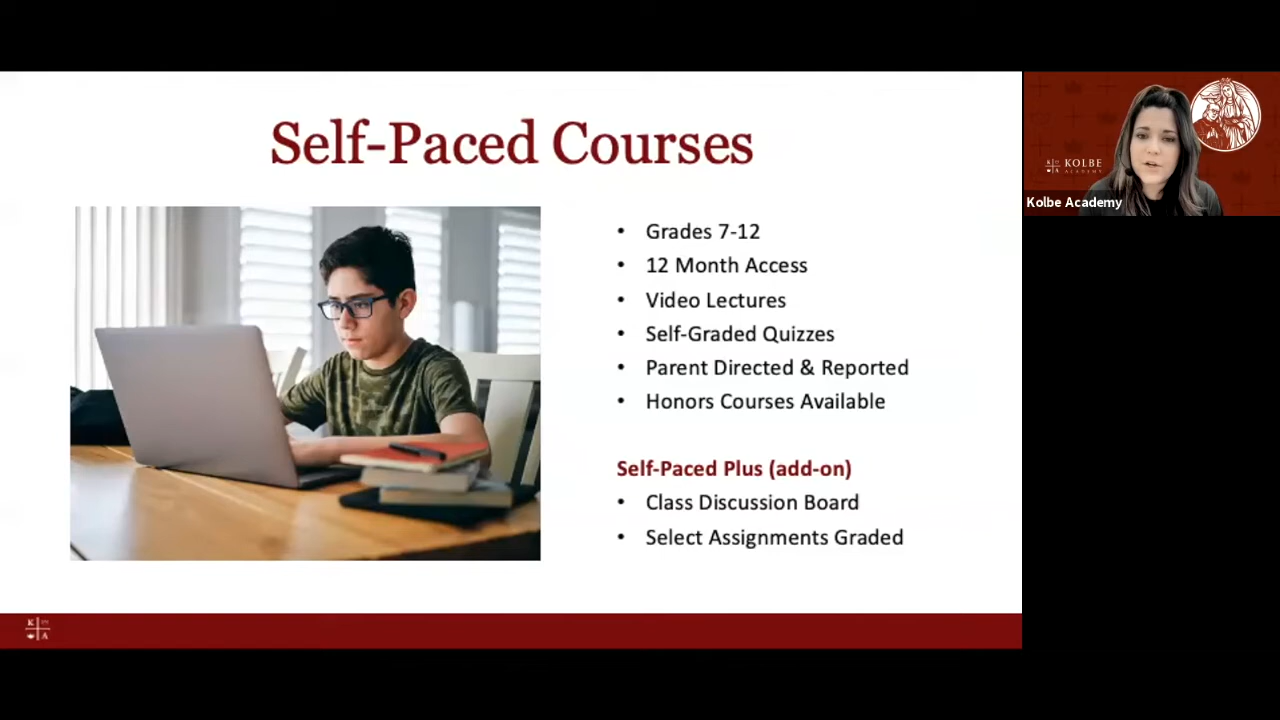 Self-Paced Courses
• Grades 7-12
• 12 Month Access
• Video Lectures
• Self-Graded Quizzes
• Parent Directed & Reported
• Honors Courses Available
Self-Paced Plus (add-on)
• Class Discussion Board
• Select Assignments Graded
KOLBE
ACADEMY
Kolbe Academy
K
A